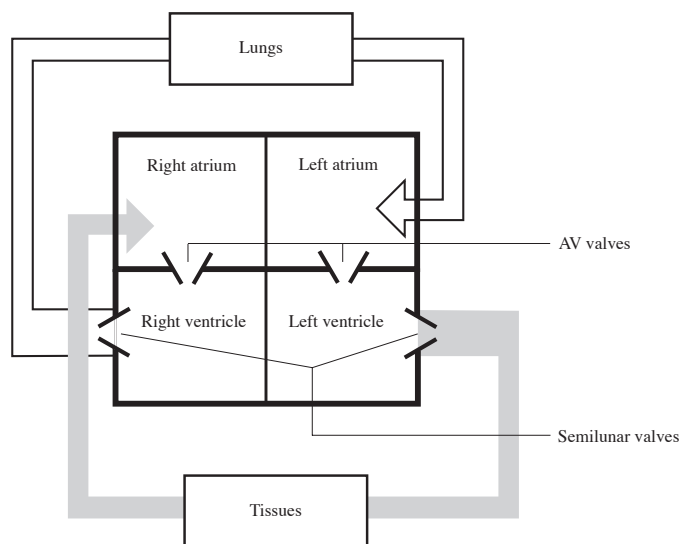 Lungs
Right atrium
Left atrium
AV valves
Right ventricle
Left ventricle
Semilunar valves
Tissues